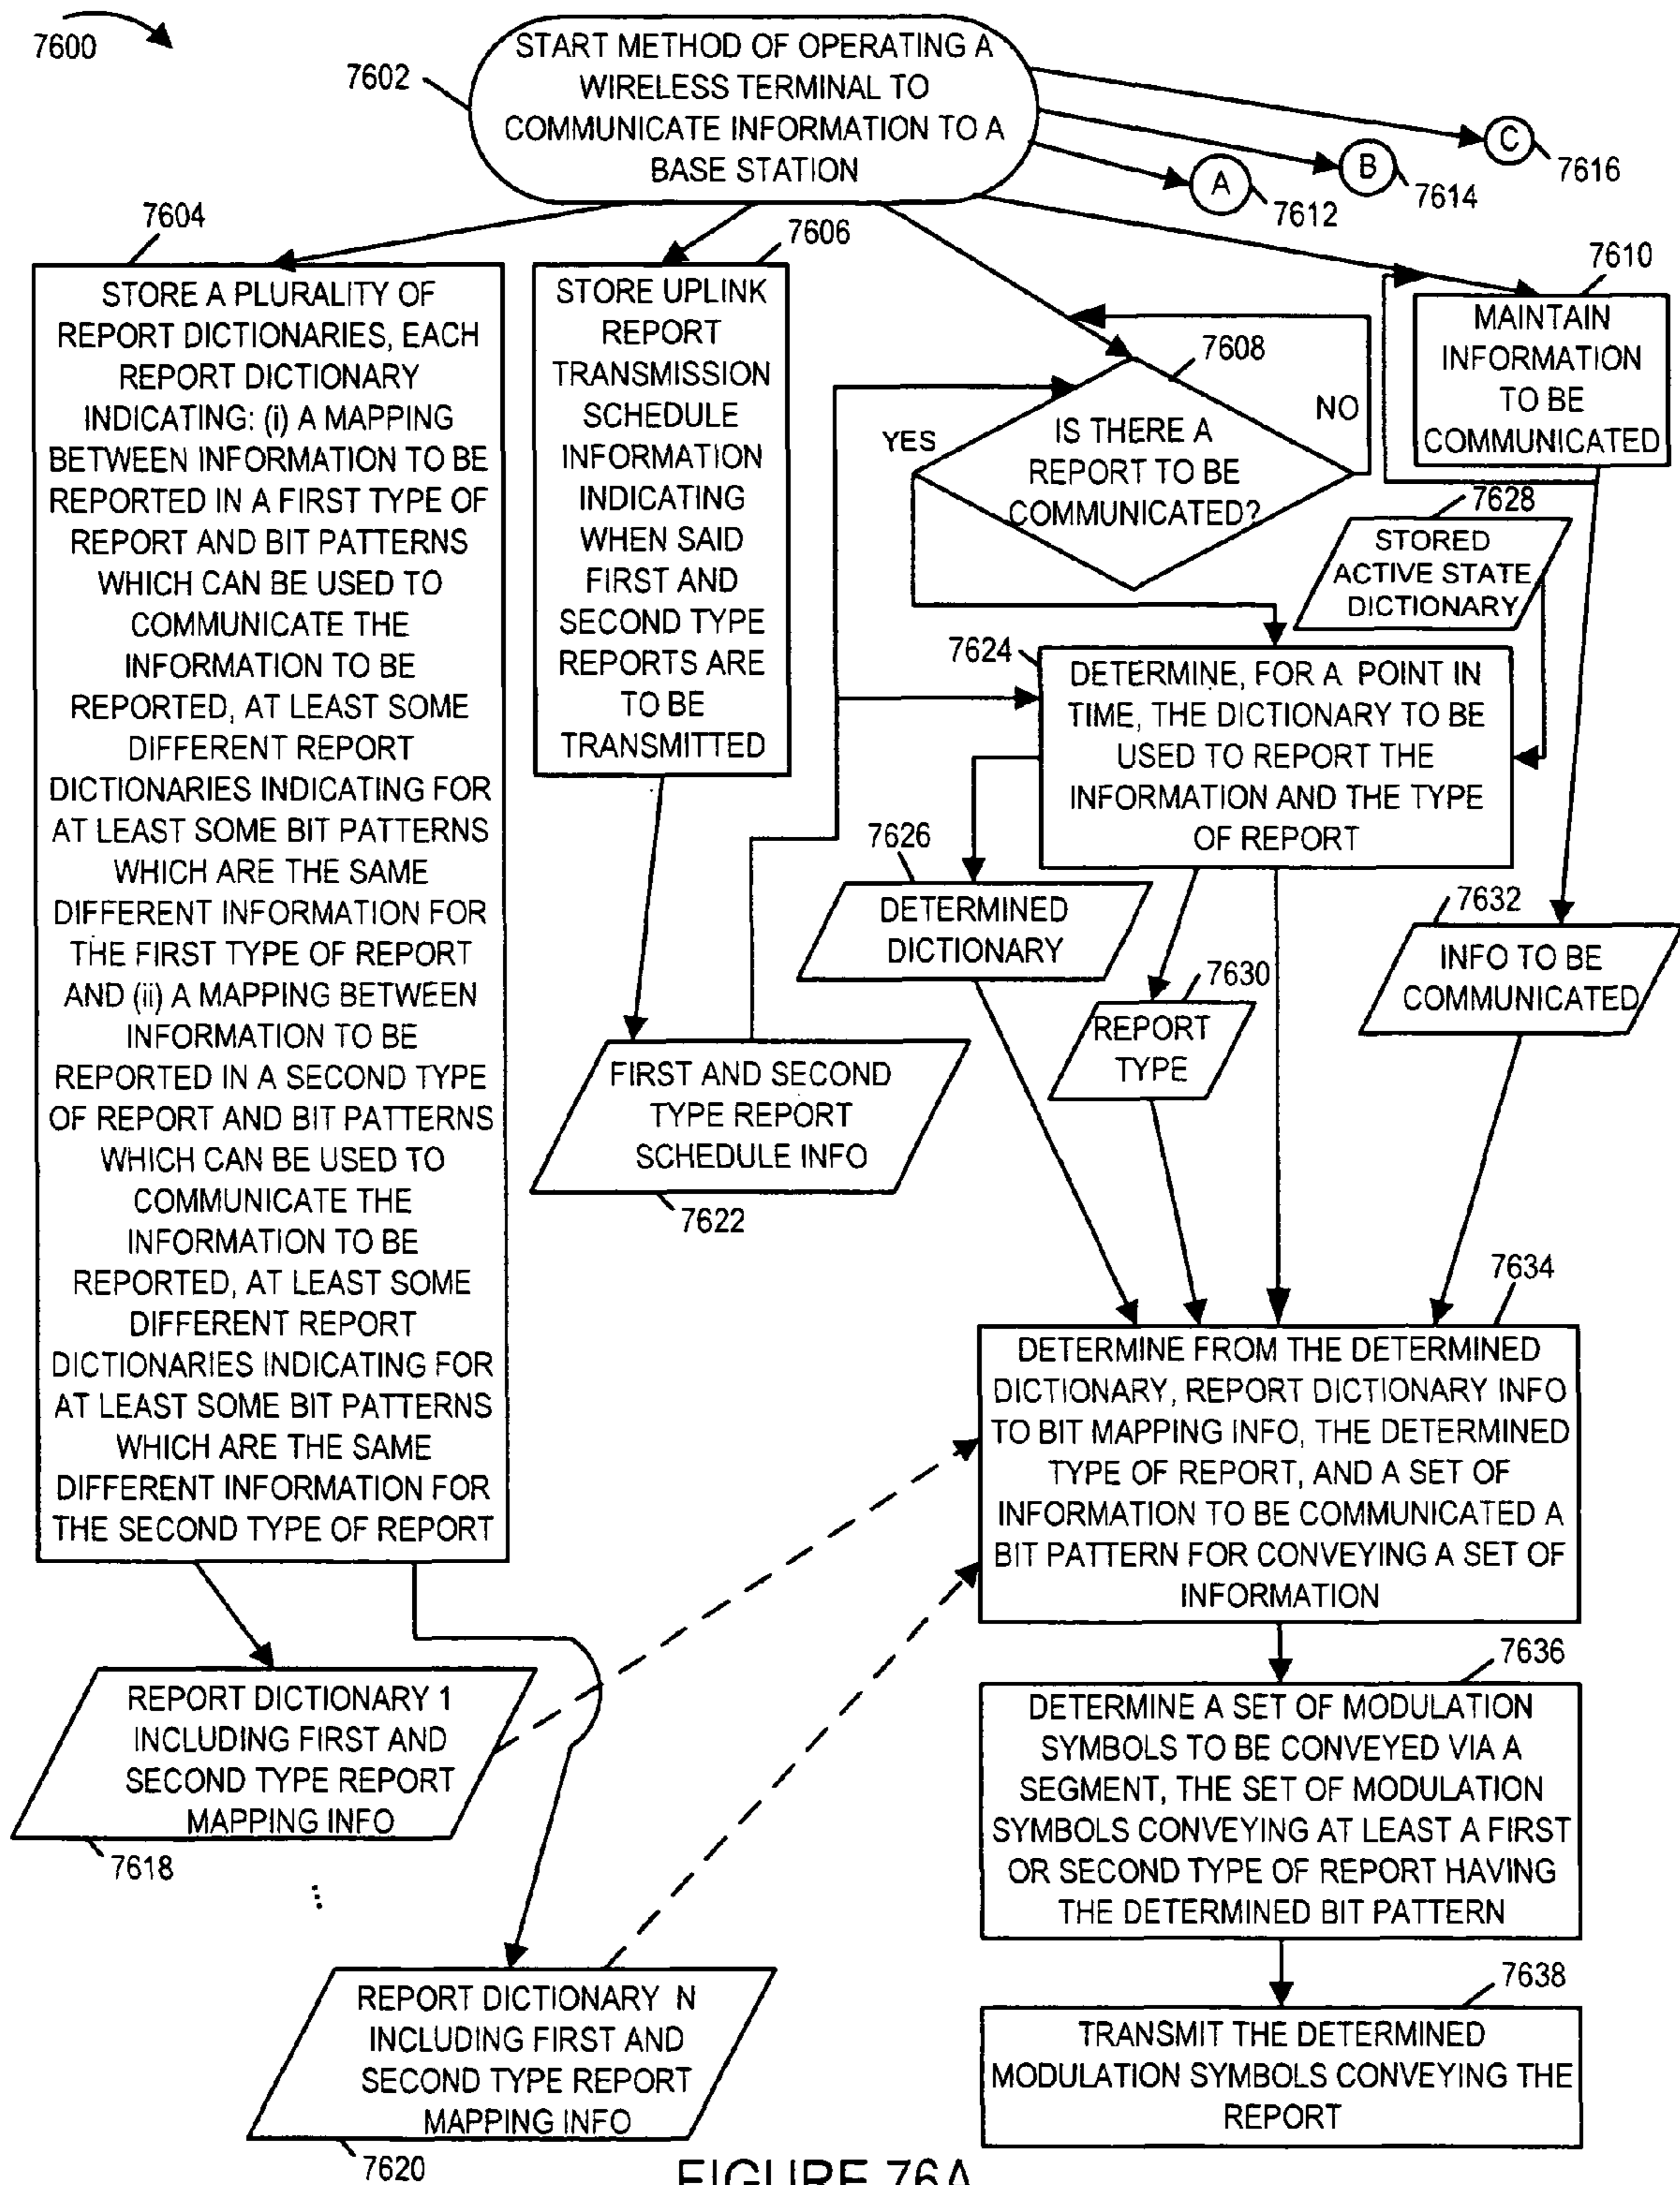 7600
7602
START METHOD OF OPERATING A
WIRELESS TERMINAL TO
COMMUNICATE INFORMATION TO A
BASE STATION
C
7616
B
7614
A
7612
7604
STORE A PLURALITY OF
REPORT DICTIONARIES, EACH
REPORT DICTIONARY
INDICATING: (i) A MAPPING
BETWEEN INFORMATION TO BE
REPORTED IN A FIRST TYPE OF
REPORT AND BIT PATTERNS
WHICH CAN BE USED TO
COMMUNICATE THE
INFORMATION TO BE
REPORTED, AT LEAST SOME
DIFFERENT REPORT
DICTIONARIES INDICATING FOR
AT LEAST SOME BIT PATTERNS
WHICH ARE THE SAME
DIFFERENT INFORMATION FOR
THE FIRST TYPE OF REPORT
AND (ii) A MAPPING BETWEEN
INFORMATION TO BE
REPORTED IN A SECOND TYPE
OF REPORT AND BIT PATTERNS
WHICH CAN BE USED TO
COMMUNICATE THE
INFORMATION TO BE
REPORTED, AT LEAST SOME
DIFFERENT REPORT
DICTIONARIES INDICATING FOR
AT LEAST SOME BIT PATTERNS
WHICH ARE THE SAME
DIFFERENT INFORMATION FOR
THE SECOND TYPE OF REPORT
7606
STORE UPLINK
REPORT
TRANSMISSION
SCHEDULE
INFORMATION
INDICATING
WHEN SAID
FIRST AND
SECOND TYPE
REPORTS ARE
TO BE
TRANSMITTED
7608
IS THERE A
REPORT TO BE
COMMUNICATED?
YES
NO
7610
MAINTAIN
INFORMATION
TO BE
COMMUNICATED
7628
STORED
ACTIVE STATE
DICTIONARY
7624
DETERMINE, FOR A POINT IN
TIME, THE DICTIONARY TO BE
USED TO REPORT THE
INFORMATION AND THE TYPE
OF REPORT
7626
DETERMINED
DICTIONARY
7630
REPORT
TYPE
7632
INFO TO BE
COMMUNICATED
FIRST AND SECOND
TYPE REPORT
SCHEDULE INFO
7622
7634
DETERMINE FROM THE DETERMINED
DICTIONARY, REPORT DICTIONARY INFO
TO BIT MAPPING INFO, THE DETERMINED
TYPE OF REPORT, AND A SET OF
INFORMATION TO BE COMMUNICATED A
BIT PATTERN FOR CONVEYING A SET OF
INFORMATION
REPORT DICTIONARY 1
INCLUDING FIRST AND
SECOND TYPE REPORT
MAPPING INFO
7618
...
REPORT DICTIONARY N
INCLUDING FIRST AND
SECOND TYPE REPORT
MAPPING INFO
7620
7636
DETERMINE A SET OF MODULATION
SYMBOLS TO BE CONVEYED VIA A
SEGMENT, THE SET OF MODULATION
SYMBOLS CONVEYING AT LEAST A FIRST
OR SECOND TYPE OF REPORT HAVING
THE DETERMINED BIT PATTERN
7638
TRANSMIT THE DETERMINED
MODULATION SYMBOLS CONVEYING THE
REPORT
FIGURE 76A